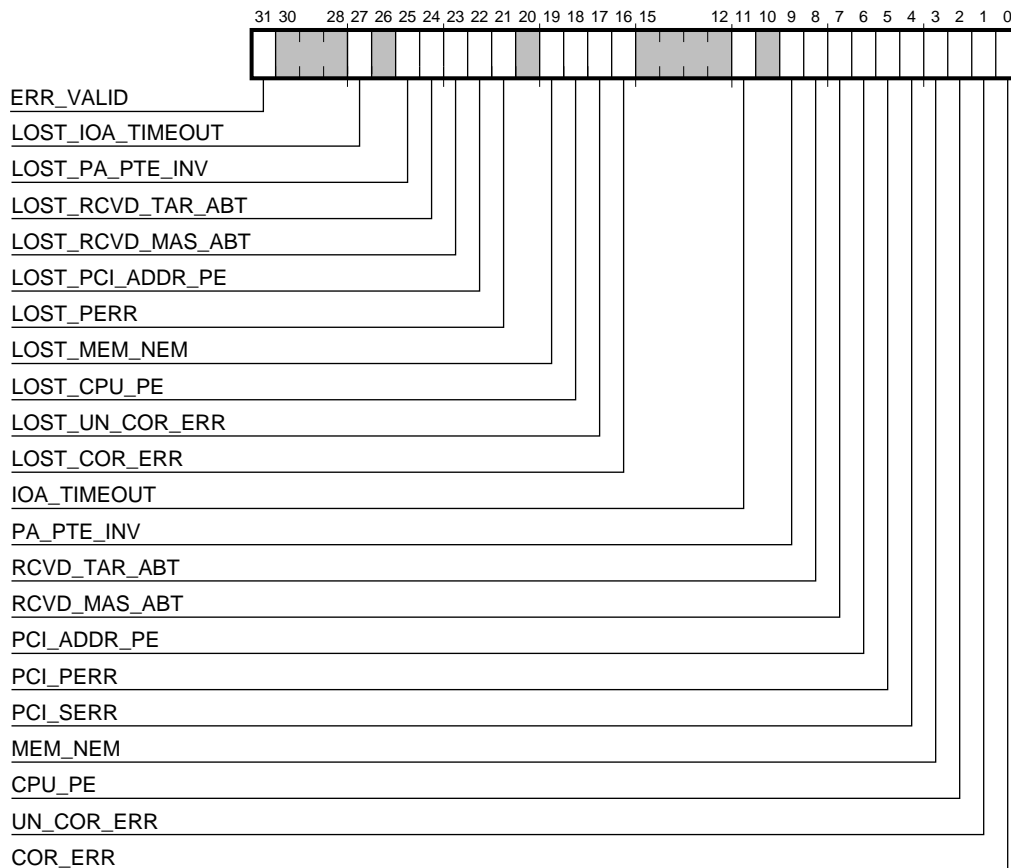 31 30 28 27 26 25 24 23 22 21 20 19 18 17 16 15 12 11 10 9 8 7 6 5 4 3 2 1 0
ERR_VALID
LOST_IOA_TIMEOUT
LOST_PA_PTE_INV
LOST_RCVD_TAR_ABT
LOST_RCVD_MAS_ABT
LOST_PCI_ADDR_PE
LOST_PERR
LOST_MEM_NEM
LOST_CPU_PE
LOST_UN_COR_ERR
LOST_COR_ERR
IOA_TIMEOUT
PA_PTE_INV
RCVD_TAR_ABT
RCVD_MAS_ABT
PCI_ADDR_PE
PCI_PERR
PCI_SERR
MEM_NEM
CPU_PE
UN_COR_ERR
COR_ERR